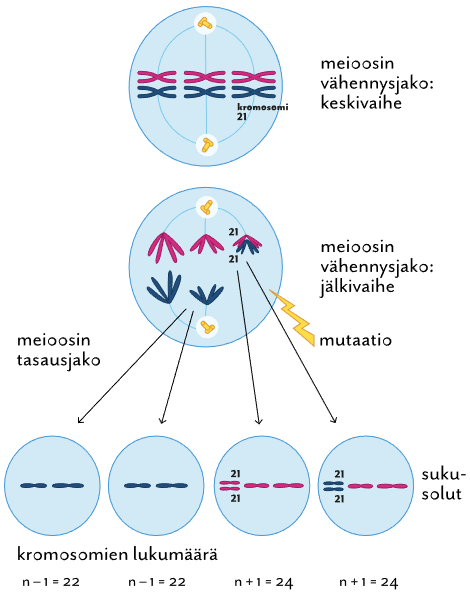 meioosin
vähennysjako:
keskivaihe
kromosomi
21
meioosin
vähennysjako:
jälkivaihe
21
21
mutaatio
meioosin
tasausjako
21
21
21
21
suku-
solut
kromosomien lukumäärä
n – 1 = 22
n – 1 = 22
n + 1 = 24
n + 1 = 24